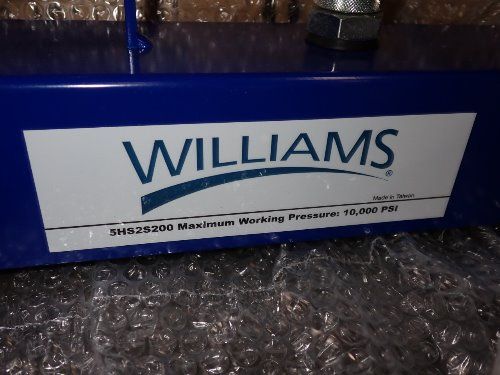 WILLIAMS®
Made in Taiwan
5HS2S200 Maximum Working Pressure: 10,000 PSI